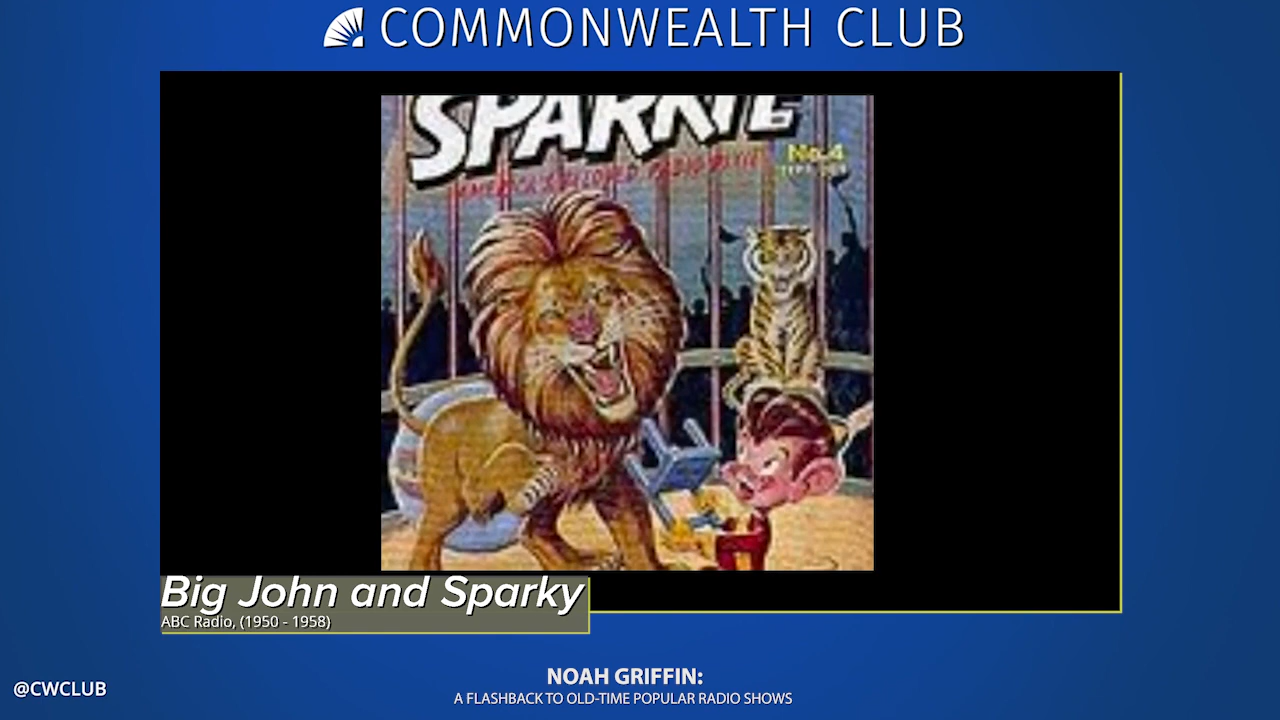 COMMONWEALTH CLUB
SPARKIE
No.4
Big John and Sparky
ABC Radio, (1950 - 1958)
@CWCLUB
NOAH GRIFFIN:
A FLASHBACK TO OLD-TIME POPULAR RADIO SHOWS